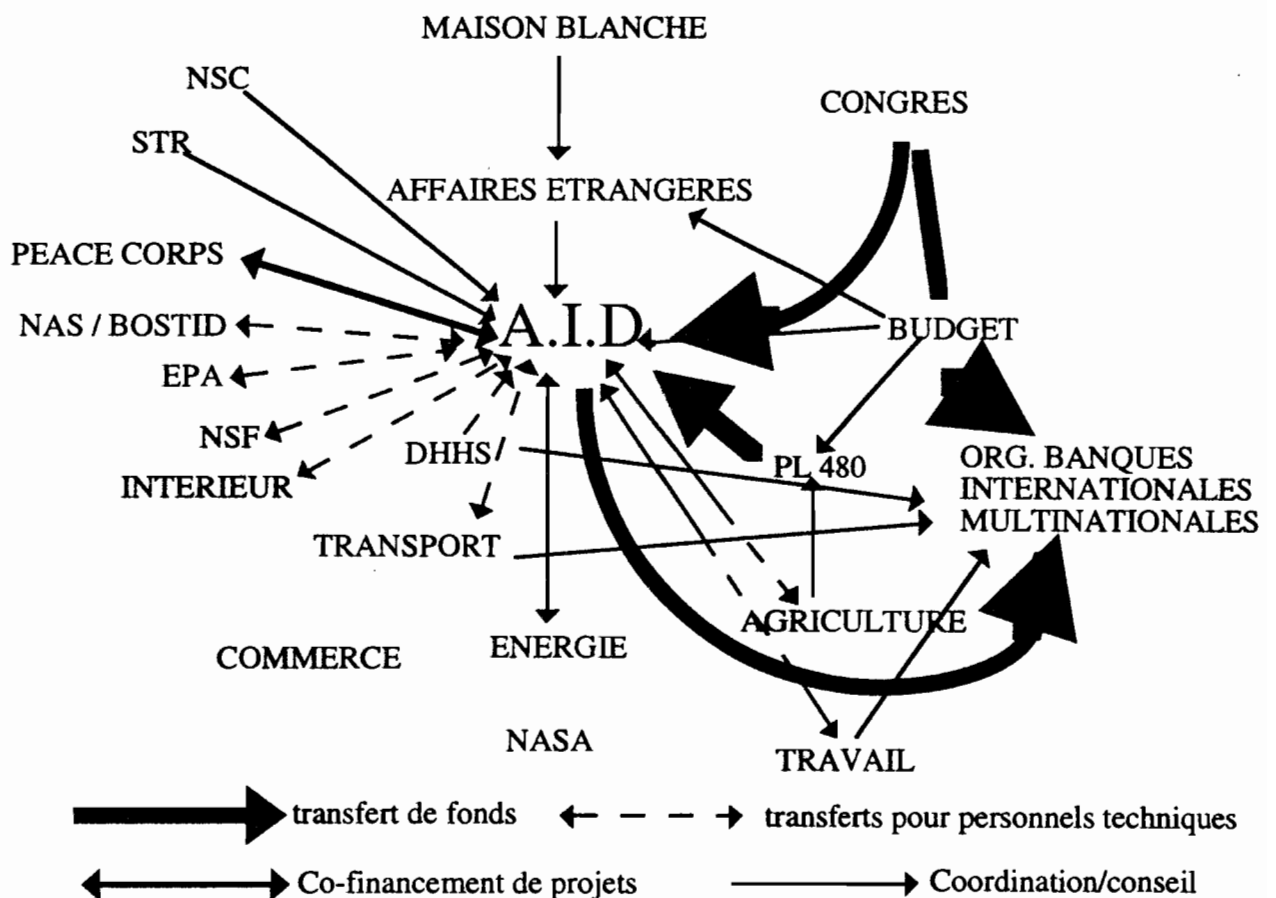 MAISON BLANCHE
NSC
CONGRES
STR
AFFAIRES ETRANGERES
PEACE CORPS
NAS / BOSTID
A.I.D
BUDGET
EPA
NSF
DHHS
PL 480
ORG. BANQUES
INTERNATIONALES
MULTINATIONALES
INTERIEUR
TRANSPORT
AGRICULTURE
ENERGIE
COMMERCE
NASA
TRAVAIL
transfert de fonds
transferts pour personnels techniques
Co-financement de projets
Coordination/conseil